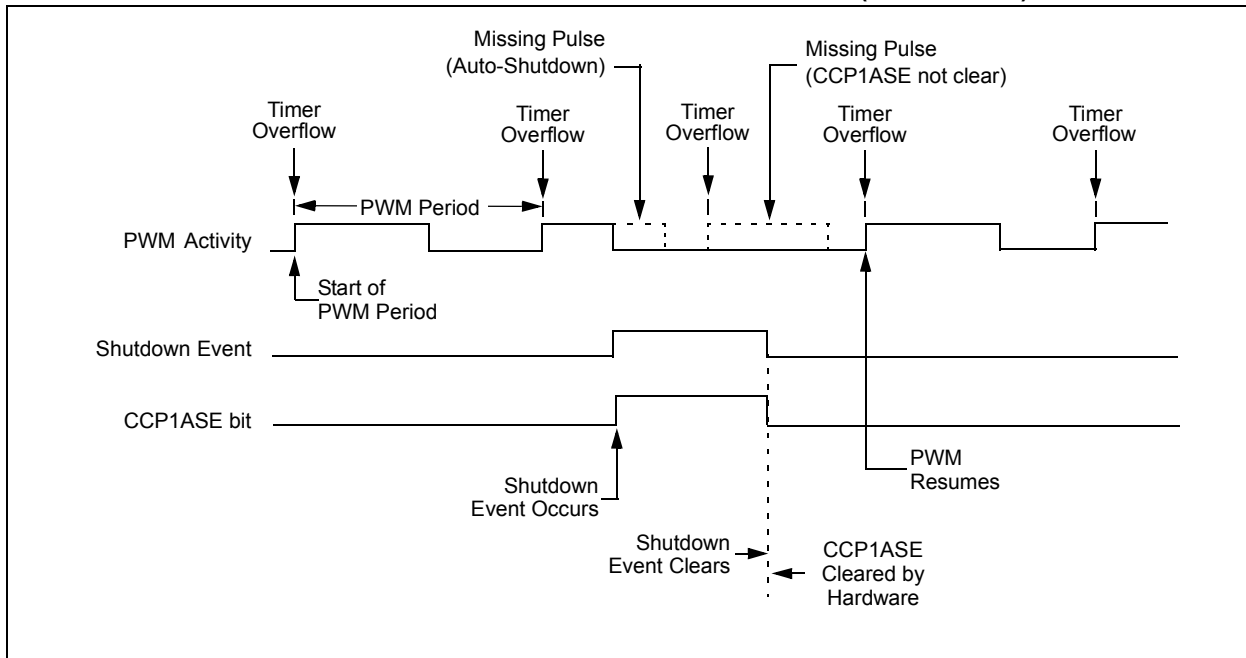 Missing Pulse
(Auto-Shutdown)
Missing Pulse
(CCP1ASE not clear)
Timer
Overflow
Timer
Overflow
Timer
Overflow
Timer
Overflow
Timer
Overflow
PWM Period
PWM Activity
Start of
PWM Period
Shutdown Event
CCP1ASE bit
Shutdown
Event Occurs
PWM
Resumes
Shutdown
Event Clears
CCP1ASE
Cleared by
Hardware